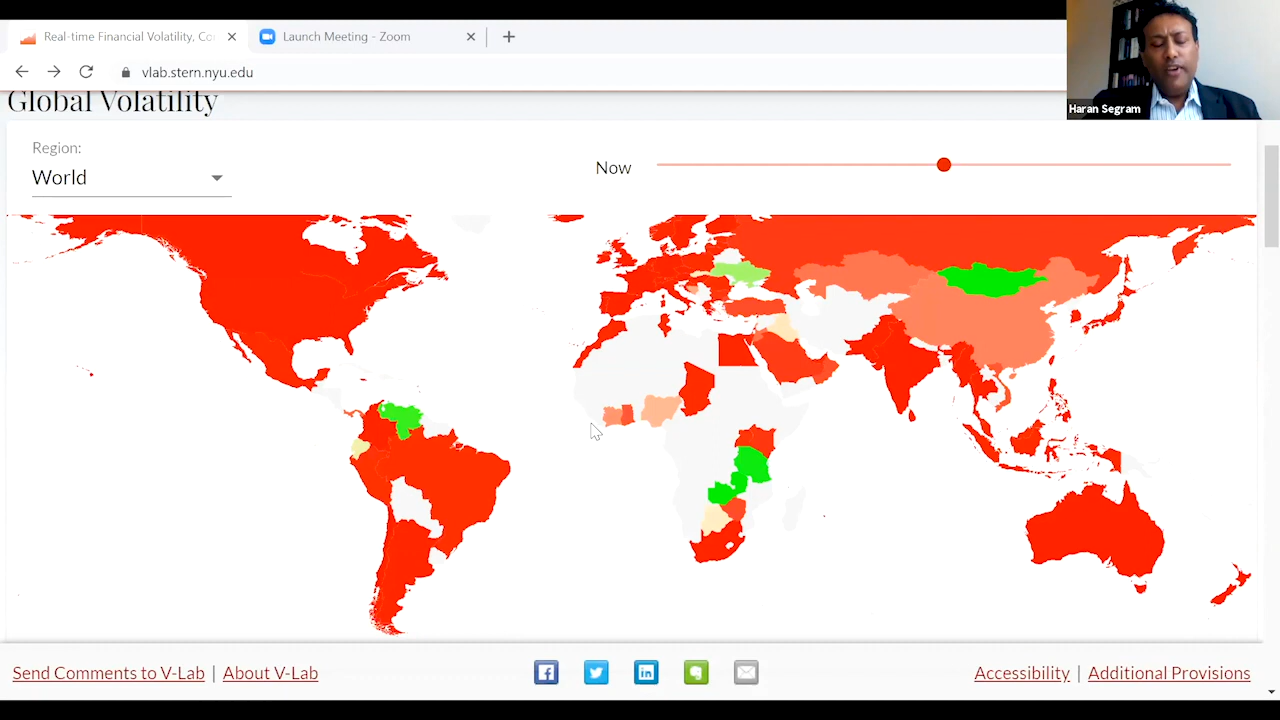 Real-time Financial Volatility, Co
Launch Meeting - Zoom
vlab.stern.nyu.edu
Haran Segram
Global Volatility
Region:
World
Now
Send Comments to V-Lab | About V-Lab
Accessibility | Additional Provisions